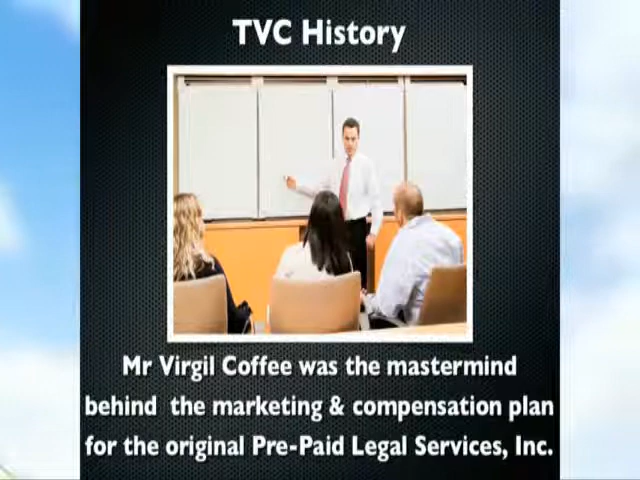 TVC History
Mr Virgil Coffee was the mastermind
behind the marketing & compensation plan
for the original Pre-Paid Legal Services, Inc.